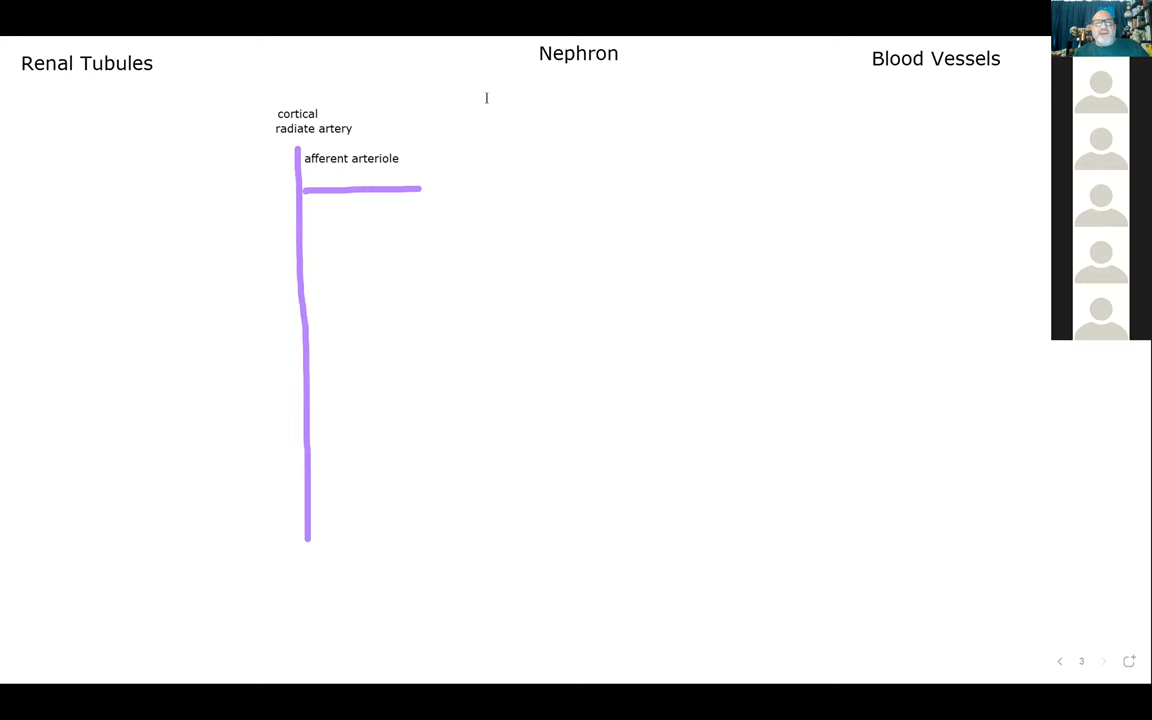 Renal Tubules
Nephron
Blood Vessels
cortical
radiate artery
afferent arteriole
3